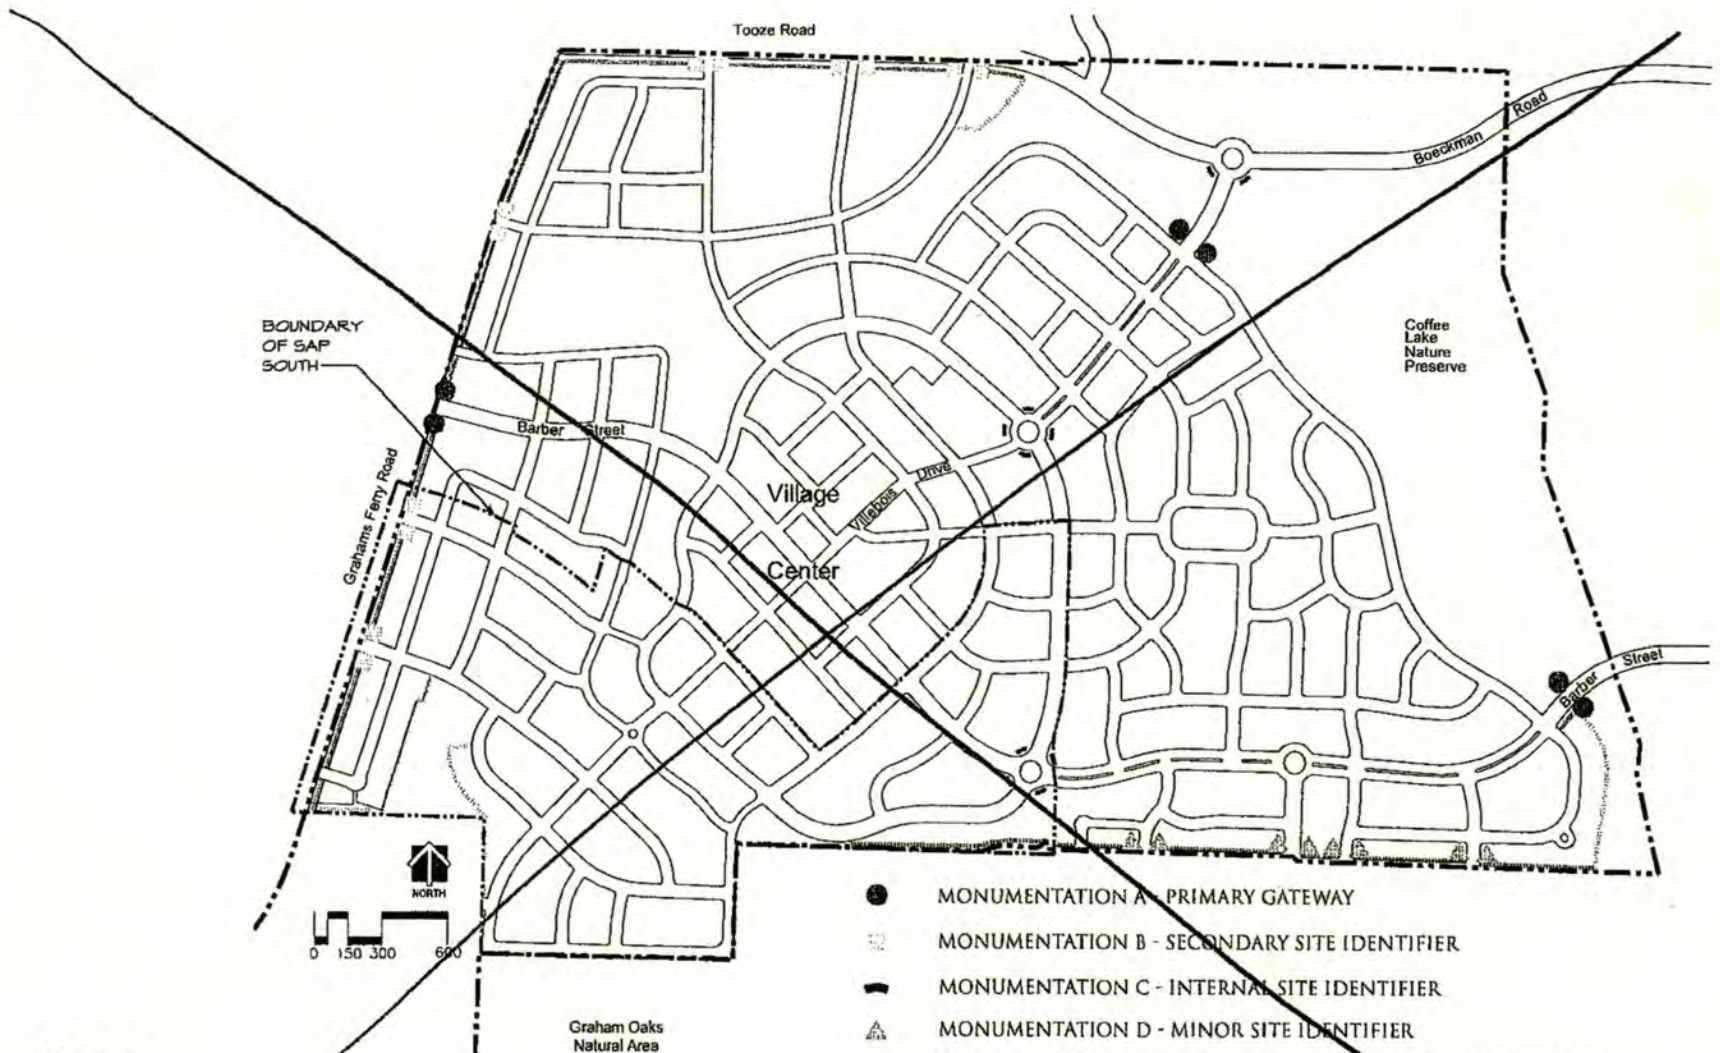 Tooze Road
Boeckman Road
BOUNDARY
OF SAP
SOUTH
Coffee
Lake
Nature
Preserve
Barber Street
Grahams Ferry Road
Village
Villebois Drive
Center
Barber Street
NORTH
0 150 300 600
MONUMENTATION A - PRIMARY GATEWAY
MONUMENTATION B - SECONDARY SITE IDENTIFIER
MONUMENTATION C - INTERNAL SITE IDENTIFIER
MONUMENTATION D - MINOR SITE IDENTIFIER
Graham Oaks
Natural Area